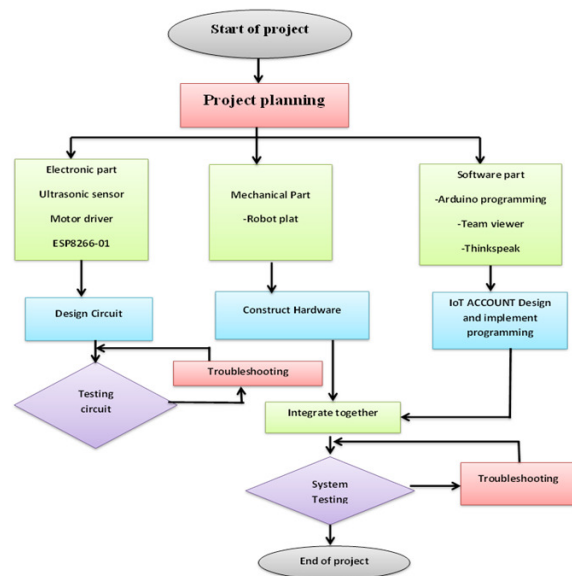 Start of project
Project planning
Electronic part
Ultrasonic sensor
Motor driver
ESP8266-01
Mechanical Part
-Robot plat
Software part
-Arduino programming
-Team viewer
-Thinkspeak
Design Circuit
Construct Hardware
IoT ACCOUNT Design
and implement
programming
Troubleshooting
Testing
circuit
Integrate together
System
Testing
Troubleshooting
End of project